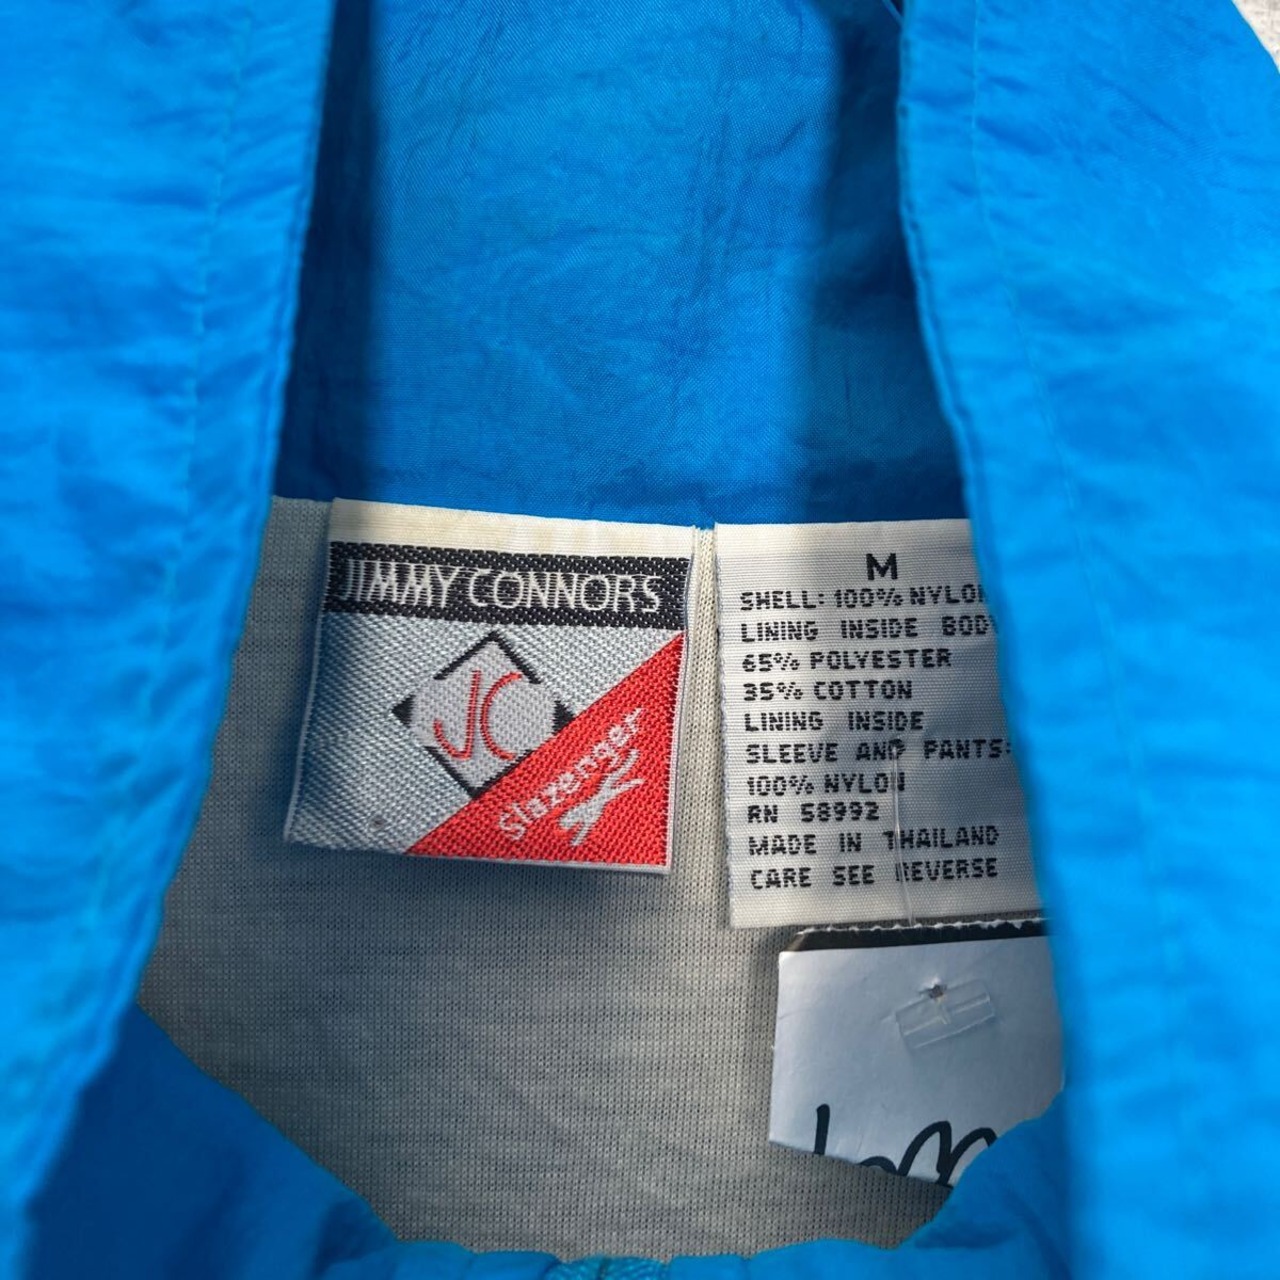 JIMMY CONNORS
JC
Slazenger
M
SHELL: 100% NYLON
LINING INSIDE BODY
65% POLYESTER
35% COTTON
LINING INSIDE
SLEEVE AND PANTS:
100% NYLON
RN 58992
MADE IN THAILAND
CARE SEE REVERSE